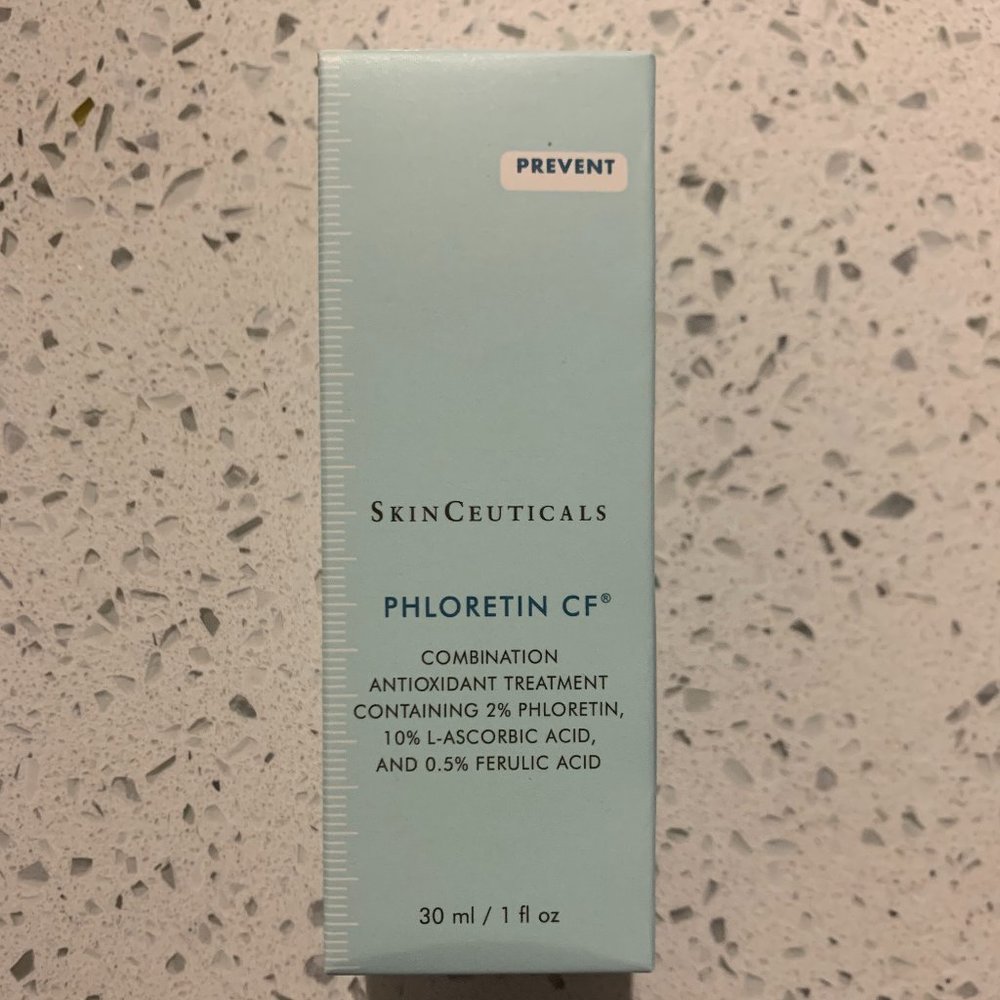 PREVENT
SKINCEUTICALS
PHLORETIN CF®
COMBINATION
ANTIOXIDANT TREATMENT
CONTAINING 2% PHLORETIN,
10% L-ASCORBIC ACID,
AND 0.5% FERULIC ACID
30 ml / 1 fl oz